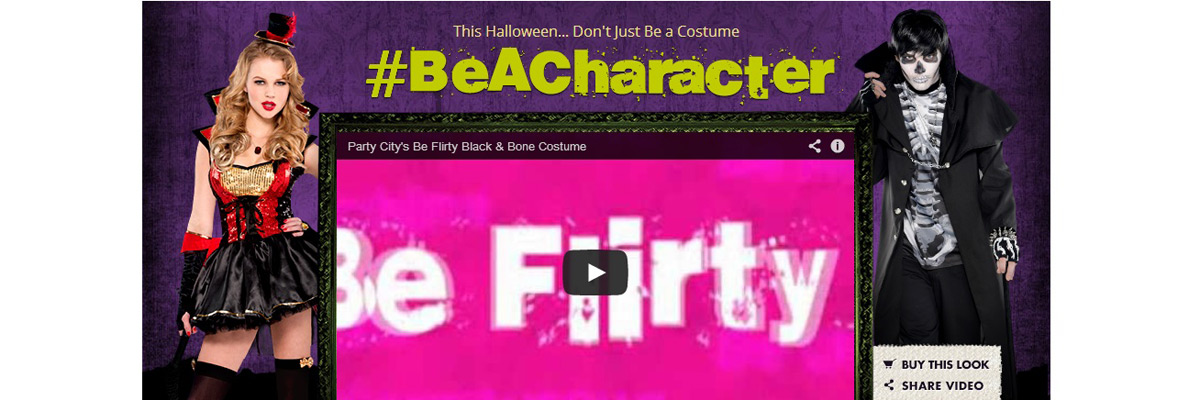 This Halloween... Don't Just Be a Costume
#BeACharacter
Party City's Be Flirty Black & Bone Costume
Be Flirty
BUY THIS LOOK
SHARE VIDEO